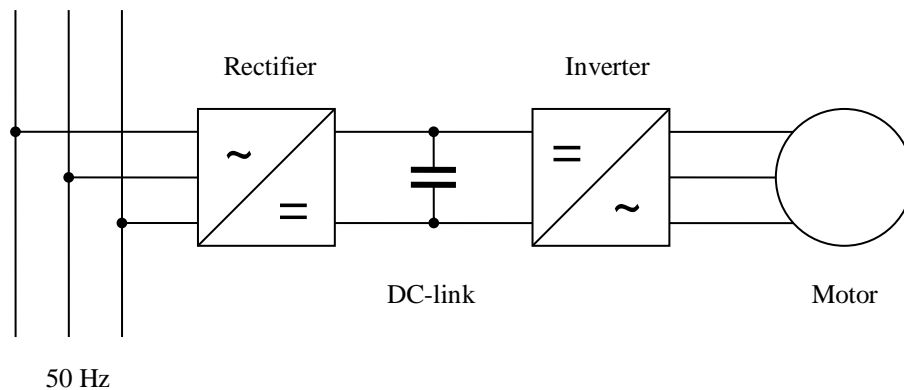 Rectifier
Inverter
~
=
=
~
DC-link
Motor
50 Hz